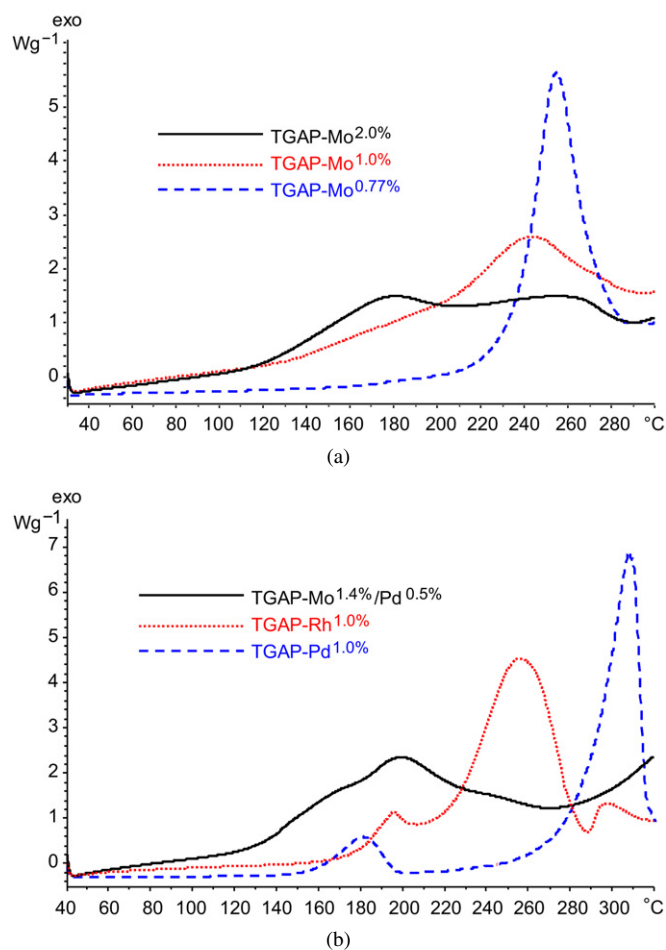 exo
Wg⁻¹
5
4
3
2
1
0
TGAP-Mo2.0%
TGAP-Mo1.0%
TGAP-Mo0.77%
40 60 80 100 120 140 160 180 200 220 240 260 280 °C
(a)
exo
Wg⁻¹
7
6
5
4
3
2
1
0
TGAP-Mo1.4%/Pd0.5%
TGAP-Rh1.0%
TGAP-Pd1.0%
40 60 80 100 120 140 160 180 200 220 240 260 280 300 °C
(b)